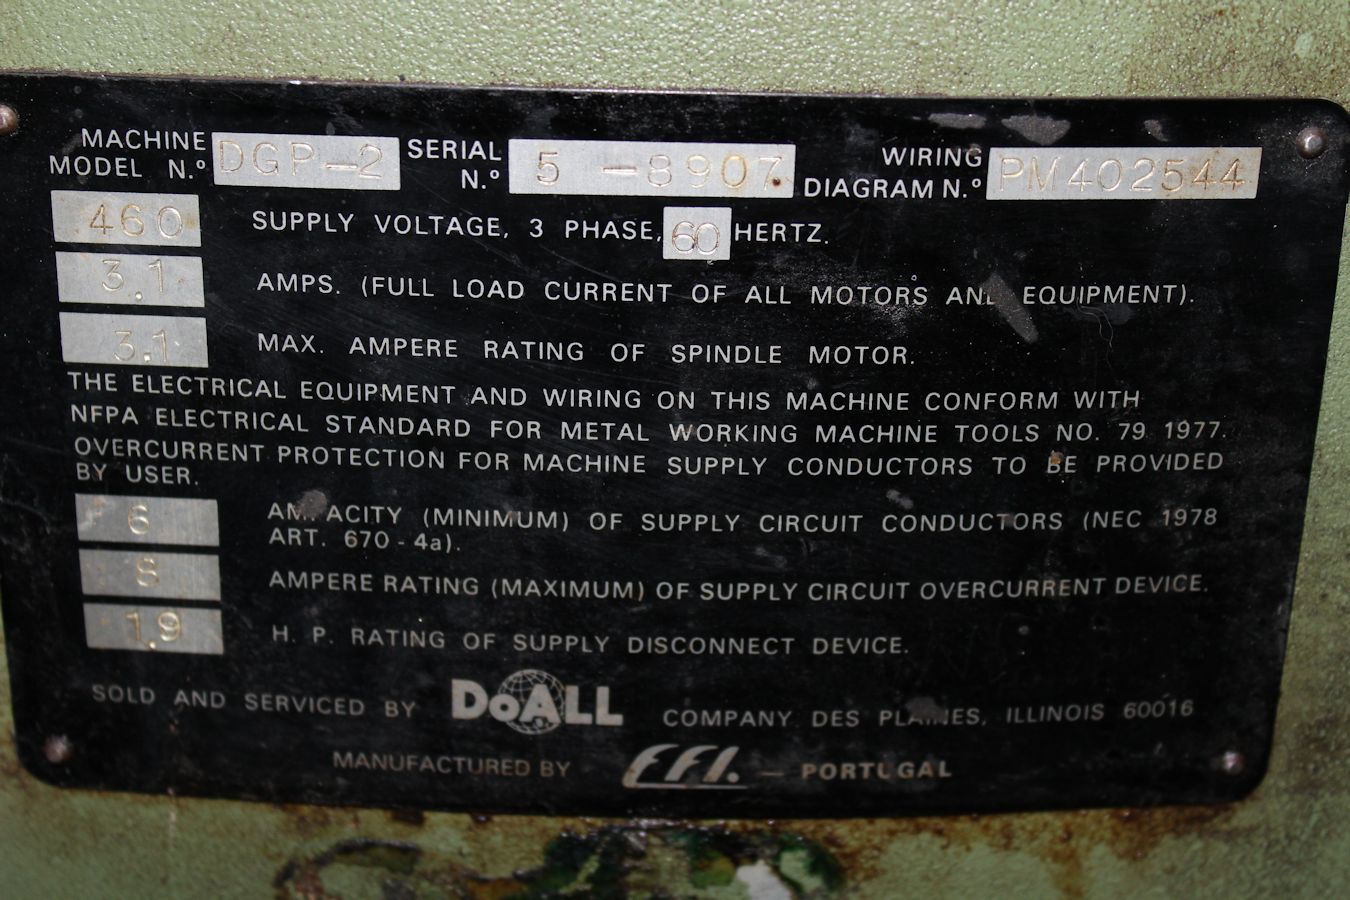 MACHINE MODEL N.º DGP-2 SERIAL N.º 5 -8907 WIRING DIAGRAM N.º PM402544
460 SUPPLY VOLTAGE, 3 PHASE, 60 HERTZ.
3.1 AMPS. (FULL LOAD CURRENT OF ALL MOTORS AND EQUIPMENT).
3.1 MAX. AMPERE RATING OF SPINDLE MOTOR.
THE ELECTRICAL EQUIPMENT AND WIRING ON THIS MACHINE CONFORM WITH
NFPA ELECTRICAL STANDARD FOR METAL WORKING MACHINE TOOLS NO. 79 1977.
OVERCURRENT PROTECTION FOR MACHINE SUPPLY CONDUCTORS TO BE PROVIDED
BY USER.
6 AMPACITY (MINIMUM) OF SUPPLY CIRCUIT CONDUCTORS (NEC 1978
ART. 670 - 4a).
8 AMPERE RATING (MAXIMUM) OF SUPPLY CIRCUIT OVERCURRENT DEVICE.
1.9 H. P. RATING OF SUPPLY DISCONNECT DEVICE.
SOLD AND SERVICED BY DoALL COMPANY DES PLAINES, ILLINOIS 60016
MANUFACTURED BY EFI. - PORTUGAL